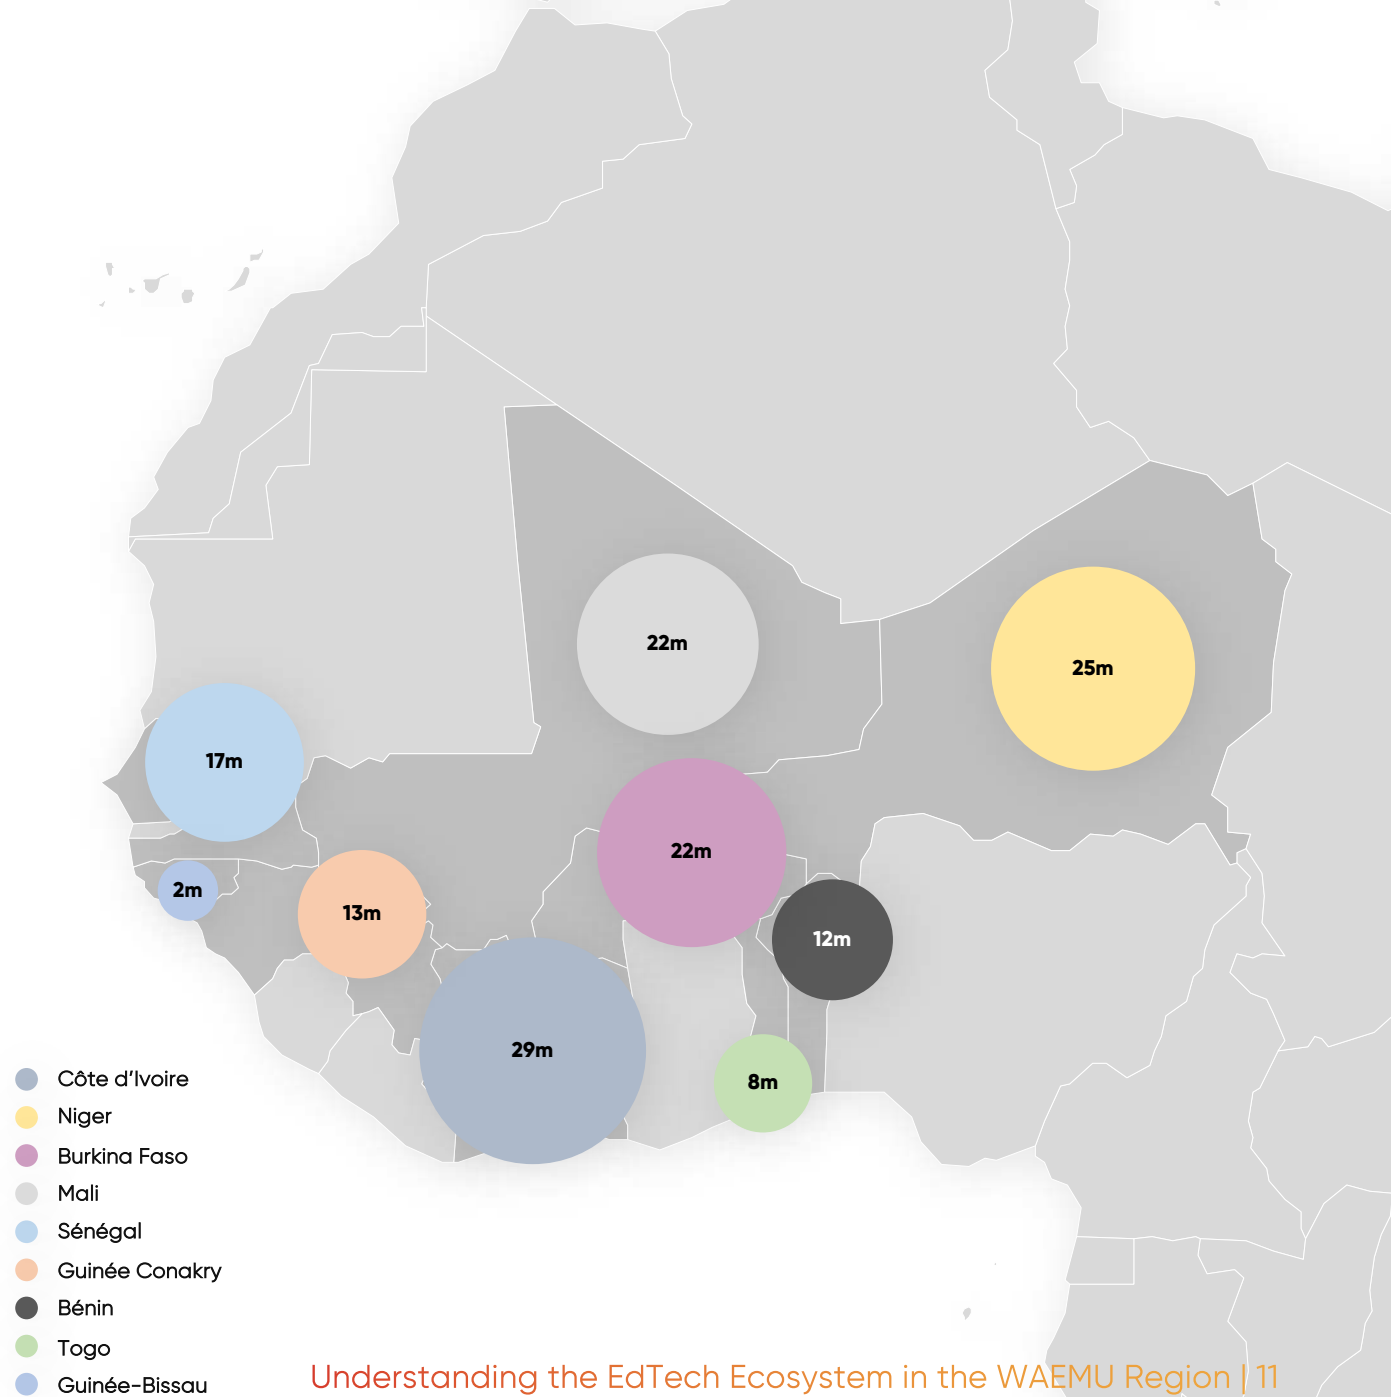 22m
25m
17m
22m
2m
13m
12m
29m
8m
Côte d’Ivoire
Niger
Burkina Faso
Mali
Sénégal
Guinée Conakry
Bénin
Togo
Guinée-Bissau
Understanding the EdTech Ecosystem in the WAEMU Region | 11